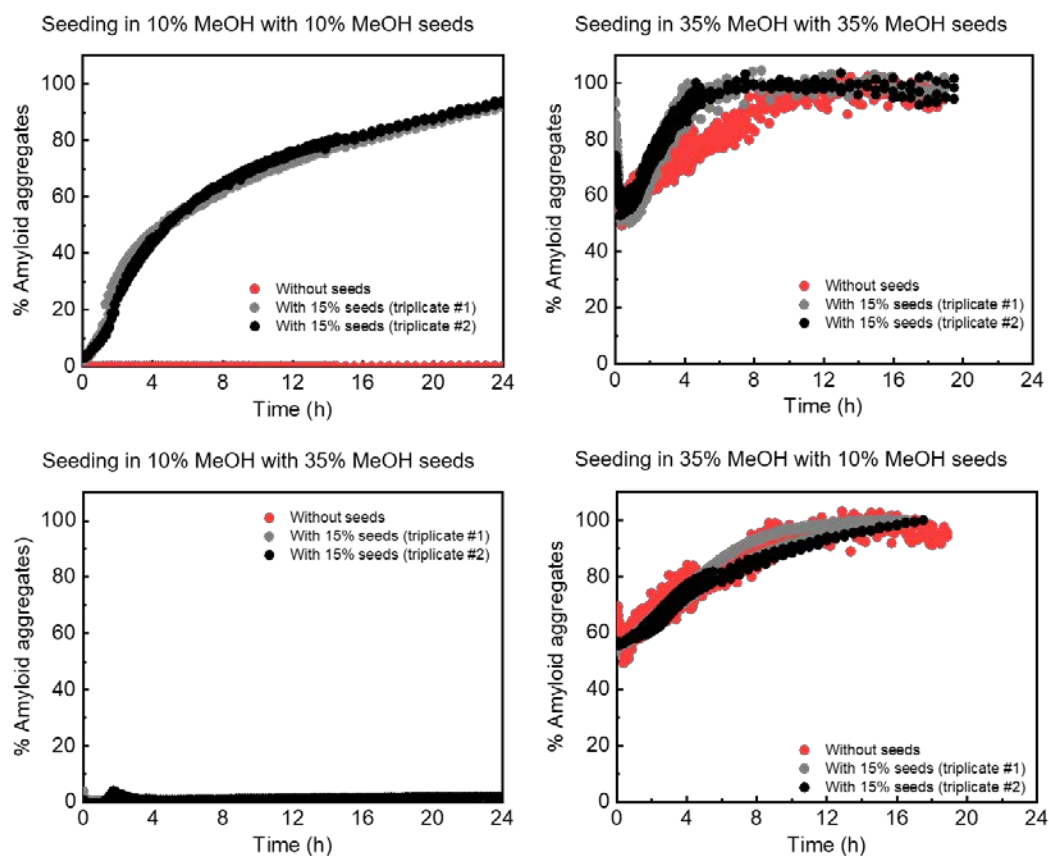 Seeding in 10% MeOH with 10% MeOH seeds
% Amyloid aggregates
100
80
60
40
20
0
Without seeds
With 15% seeds (triplicate #1)
With 15% seeds (triplicate #2)
0 4 8 12 16 20 24
Time (h)
Seeding in 35% MeOH with 35% MeOH seeds
% Amyloid aggregates
100
80
60
40
20
0
Without seeds
With 15% seeds (triplicate #1)
With 15% seeds (triplicate #2)
0 4 8 12 16 20 24
Time (h)
Seeding in 10% MeOH with 35% MeOH seeds
% Amyloid aggregates)
100
80
60
40
20
0
Without seeds
With 15% seeds (triplicate #1)
With 15% seeds (triplicate #2)
0 4 8 12 16 20 24
Time (h)
Seeding in 35% MeOH with 10% MeOH seeds
% Amyloid aggregates
100
80
60
40
20
0
Without seeds
With 15% seeds (triplicate #1)
With 15% seeds (triplicate #2)
0 4 8 12 16 20 24
Time (h)